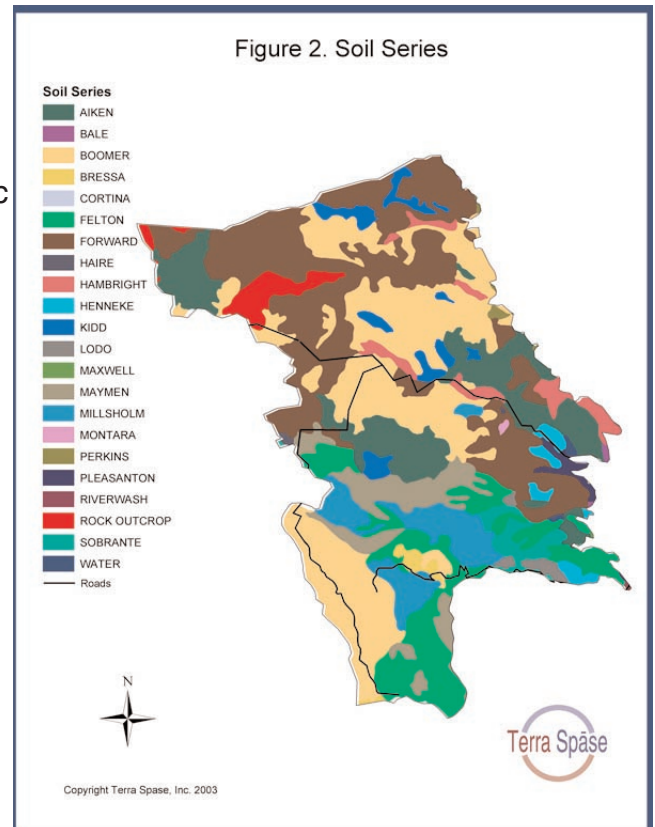 Figure 2. Soil Series
c
Soil Series
AIKEN
BALE
BOOMER
BRESSA
CORTINA
FELTON
FORWARD
HAIRE
HAMBRIGHT
HENNEKE
KIDD
LODO
MAXWELL
MAYMEN
MILLSHOLM
MONTARA
PERKINS
PLEASANTON
RIVERWASH
ROCK OUTCROP
SOBRANTE
WATER
Roads
N
Terra Spāse
Copyright Terra Spase, Inc. 2003